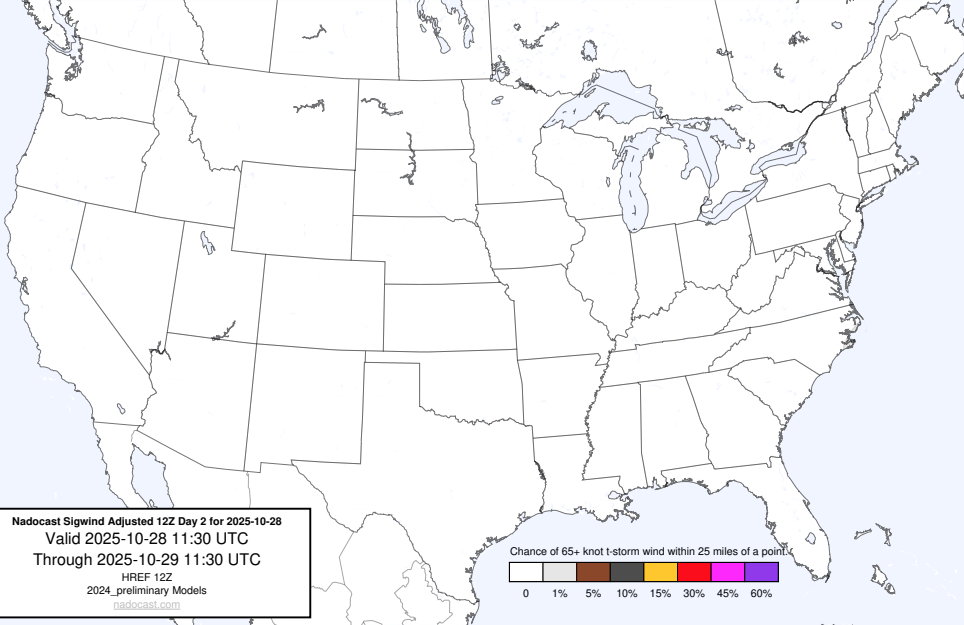 Nadocast Sigwind Adjusted 12Z Day 2 for 2025-10-28
Valid 2025-10-28 11:30 UTC
Through 2025-10-29 11:30 UTC
HREF 12Z
2024_preliminary Models
nadocast.com
Chance of 65+ knot t-storm wind within 25 miles of a point.
0 1% 5% 10% 15% 30% 45% 60%